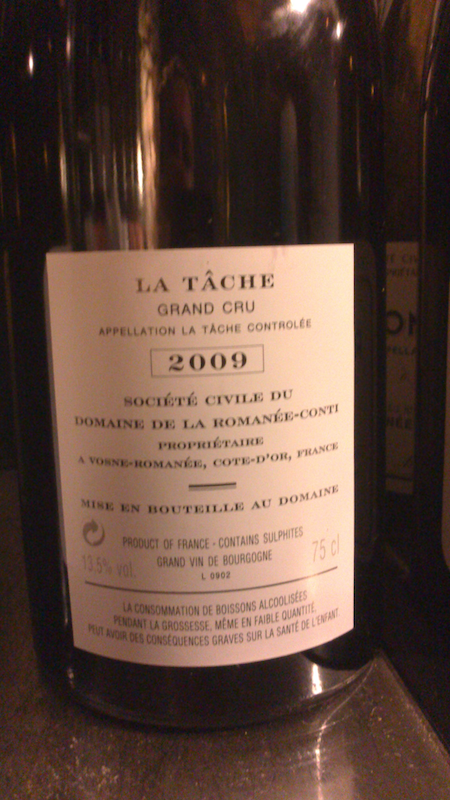 LA TÂCHE
GRAND CRU
APPELLATION LA TÂCHE CONTROLÉE
2009
SOCIÉTÉ CIVILE DU
DOMAINE DE LA ROMANÉE-CONTI
PROPRIÉTAIRE
A VOSNE-ROMANÉE, COTE-D'OR, FRANCE
MISE EN BOUTEILLE AU DOMAINE
PRODUCT OF FRANCE - CONTAINS SULPHITES
13,5% vol.
GRAND VIN DE BOURGOGNE
75 cl
L 0902
LA CONSOMMATION DE BOISSONS ALCOOLISÉES
PENDANT LA GROSSESSE, MÊME EN FAIBLE QUANTITÉ,
PEUT AVOIR DES CONSÉQUENCES GRAVES SUR LA SANTÉ DE L'ENFANT.